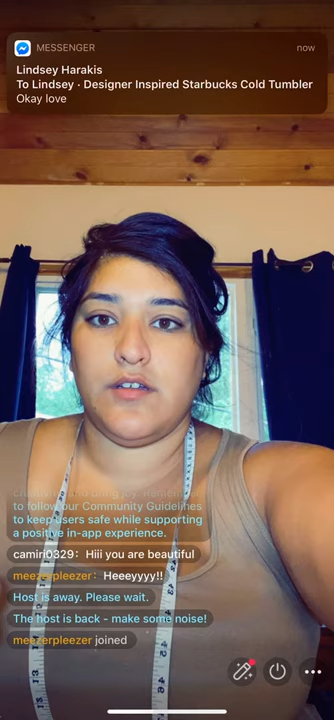 MESSENGER
now
Lindsey Harakis
To Lindsey · Designer Inspired Starbucks Cold Tumbler
Okay love
to follow our Community Guidelines
to keep users safe while supporting
a positive in-app experience.
camiri0329: Hiii you are beautiful
meezerpleezer: Heeeyyyy!!
Host is away. Please wait.
The host is back - make some noise!
meezerpleezer joined